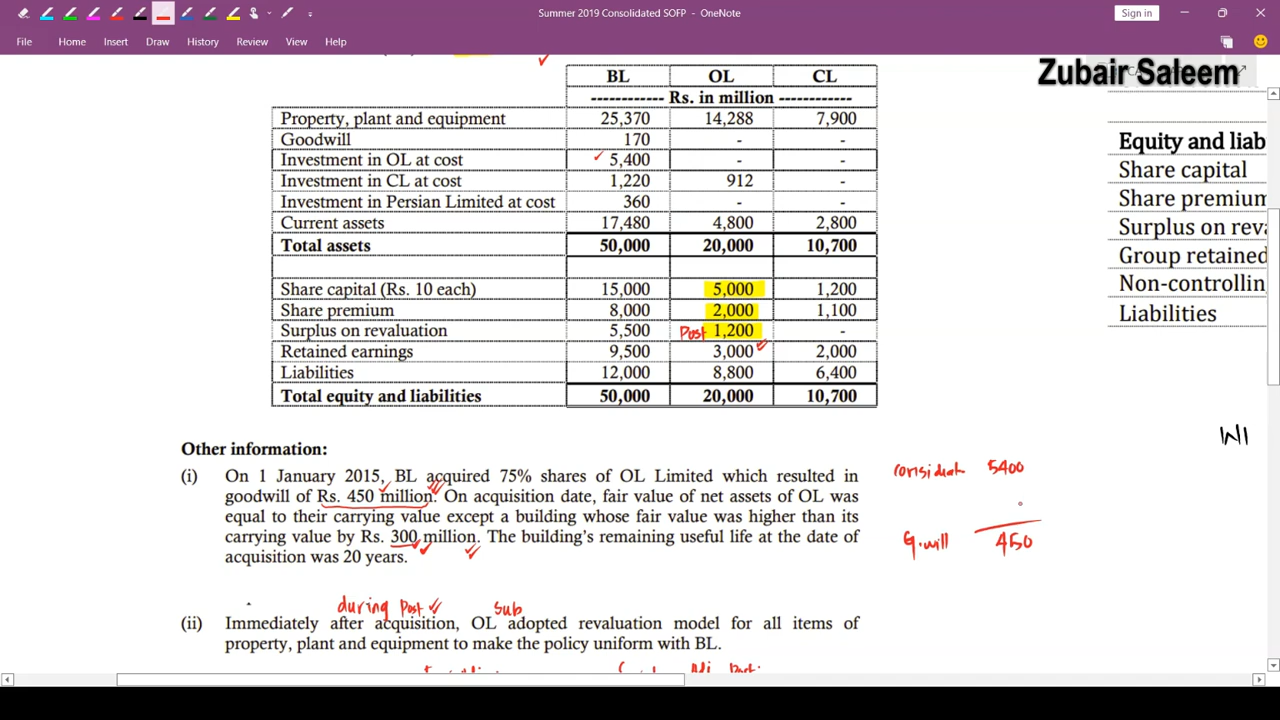 Summer 2019 Consolidated SOFP - OneNote
Sign in
File Home Insert Draw History Review View Help
Zubair Saleem
BL OL CL
------------ Rs. in million -----------
Property, plant and equipment 25,370 14,288 7,900
Goodwill 170 - -
Investment in OL at cost 5,400 - -
Investment in CL at cost 1,220 912 -
Investment in Persian Limited at cost 360 - -
Current assets 17,480 4,800 2,800
Total assets 50,000 20,000 10,700
Share capital (Rs. 10 each) 15,000 5,000 1,200
Share premium 8,000 2,000 1,100
Surplus on revaluation 5,500 Post 1,200 -
Retained earnings 9,500 3,000 2,000
Liabilities 12,000 8,800 6,400
Total equity and liabilities 50,000 20,000 10,700
Equity and liab
Share capital
Share premium
Surplus on reva
Group retained
Non-controllin
Liabilities
W1
Other information:
(i) On 1 January 2015, BL acquired 75% shares of OL Limited which resulted in
goodwill of Rs. 450 million. On acquisition date, fair value of net assets of OL was
equal to their carrying value except a building whose fair value was higher than its
carrying value by Rs. 300 million. The building's remaining useful life at the date of
acquisition was 20 years.
5400
G.will 450
during Post Sub
(ii) Immediately after acquisition, OL adopted revaluation model for all items of
property, plant and equipment to make the policy uniform with BL.